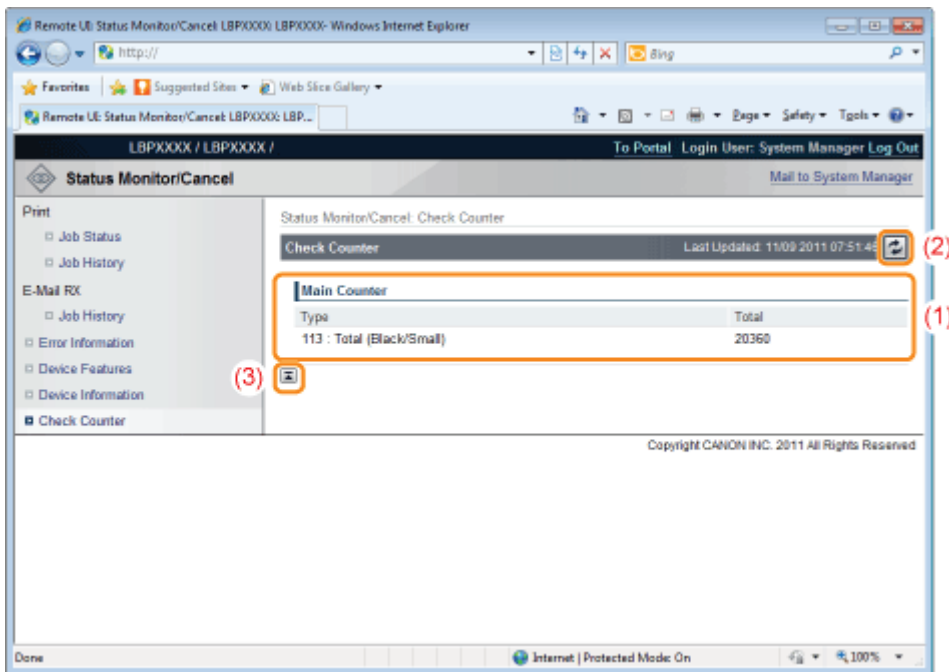 Remote UI: Status Monitor/Cancel: LBPXXXX: LBPXXXX- Windows Internet Explorer
http://
Bing
Favorites Suggested Sites Web Slice Gallery
Remote UI: Status Monitor/Cancel: LBPXXXX: LBP...
Page Safety Tools
LBPXXXX / LBPXXXX /
To Portal Login User: System Manager Log Out
Status Monitor/Cancel
Mail to System Manager
Print
Job Status
Job History
E-Mail RX
Job History
Error Information
Device Features
Device Information
Check Counter
Status Monitor/Cancel: Check Counter
Check Counter
Last Updated: 11/09 2011 07:51:46
(2)
Main Counter
(1)
Type Total
113 : Total (Black/Small) 20360
(3)
Copyright CANON INC. 2011 All Rights Reserved
Done
Internet | Protected Mode: On
100%